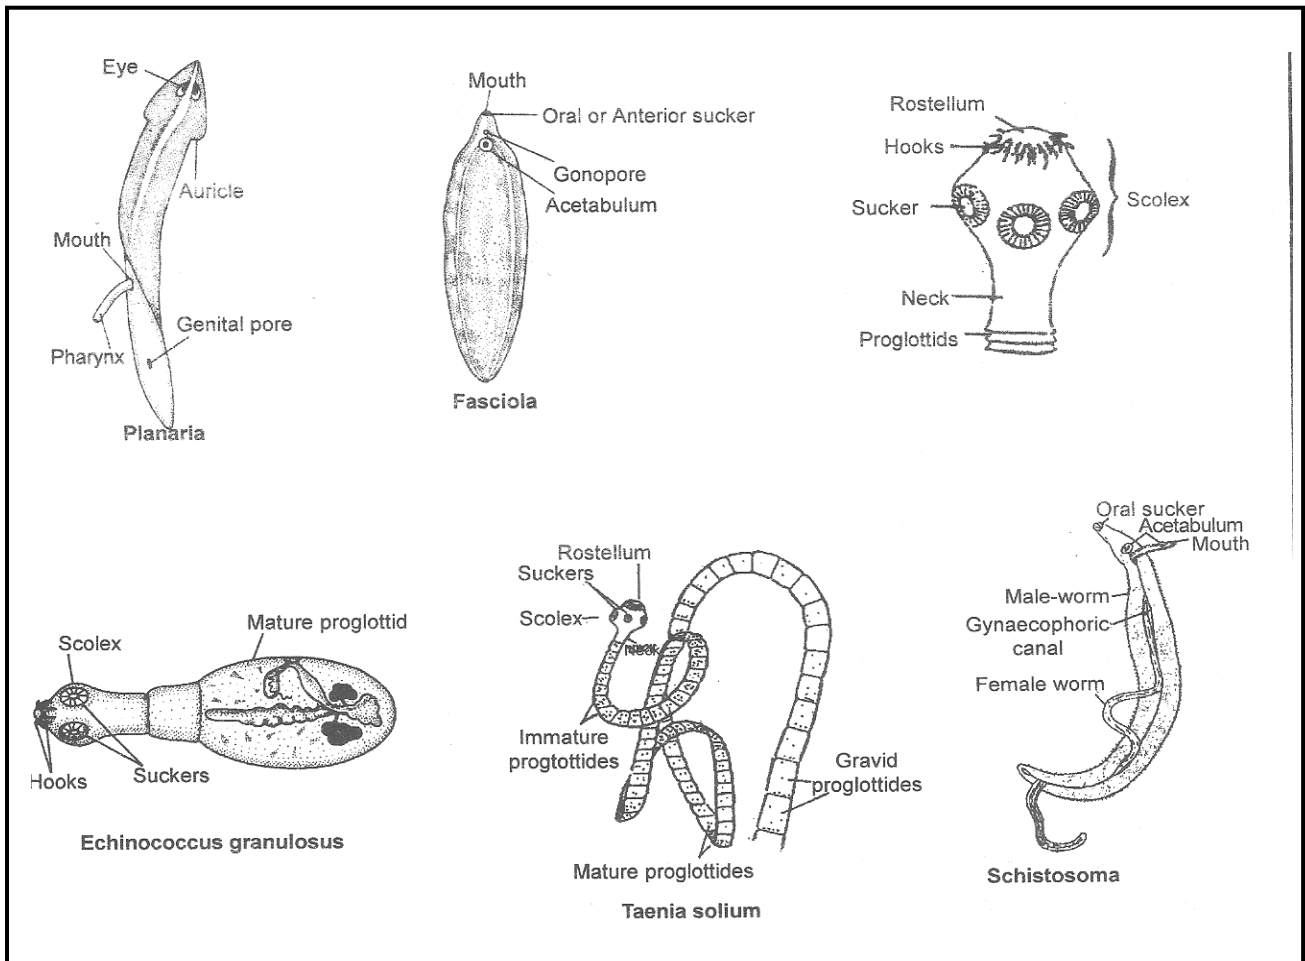 Eye
Auricle
Mouth
Pharynx
Genital pore
Planaria
Mouth
Oral or Anterior sucker
Gonopore
Acetabulum
Fasciola
Rostellum
Hooks
Sucker
Scolex
Neck
Proglottids
Scolex
Mature proglottid
Hooks
Suckers
Echinococcus granulosus
Rostellum
Suckers
Scolex
Neck
Immature
progtottides
Gravid
proglottides
Mature proglottides
Taenia solium
Oral sucker
Acetabulum
Mouth
Male-worm
Gynaecophoric
canal
Female worm
Schistosoma